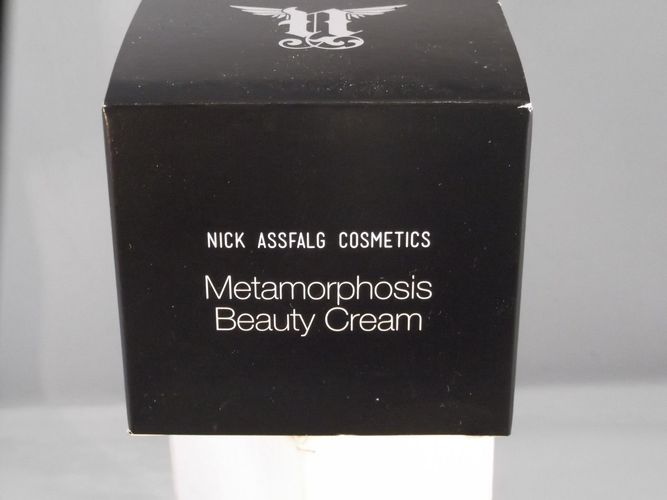 N
NICK ASSFALG COSMETICS
Metamorphosis
Beauty Cream